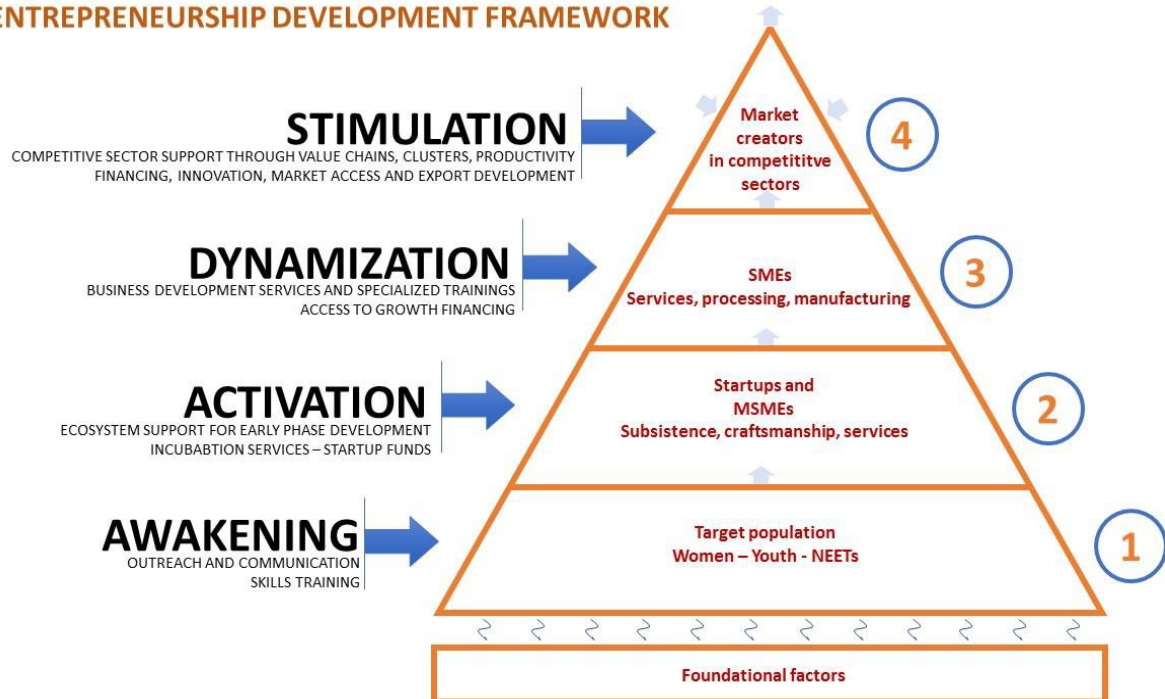 ENTREPRENEURSHIP DEVELOPMENT FRAMEWORK
STIMULATION
COMPETITIVE SECTOR SUPPORT THROUGH VALUE CHAINS, CLUSTERS, PRODUCTIVITY
FINANCING, INNOVATION, MARKET ACCESS AND EXPORT DEVELOPMENT
Market
creators
in competititve
sectors
4
DYNAMIZATION
BUSINESS DEVELOPMENT SERVICES AND SPECIALIZED TRAININGS
ACCESS TO GROWTH FINANCING
SMEs
Services, processing, manufacturing
3
ACTIVATION
ECOSYSTEM SUPPORT FOR EARLY PHASE DEVELOPMENT
INCUBABTION SERVICES – STARTUP FUNDS
Startups and
MSMEs
Subsistence, craftsmanship, services
2
AWAKENING
OUTREACH AND COMMUNICATION
SKILLS TRAINING
Target population
Women – Youth - NEETs
1
Foundational factors